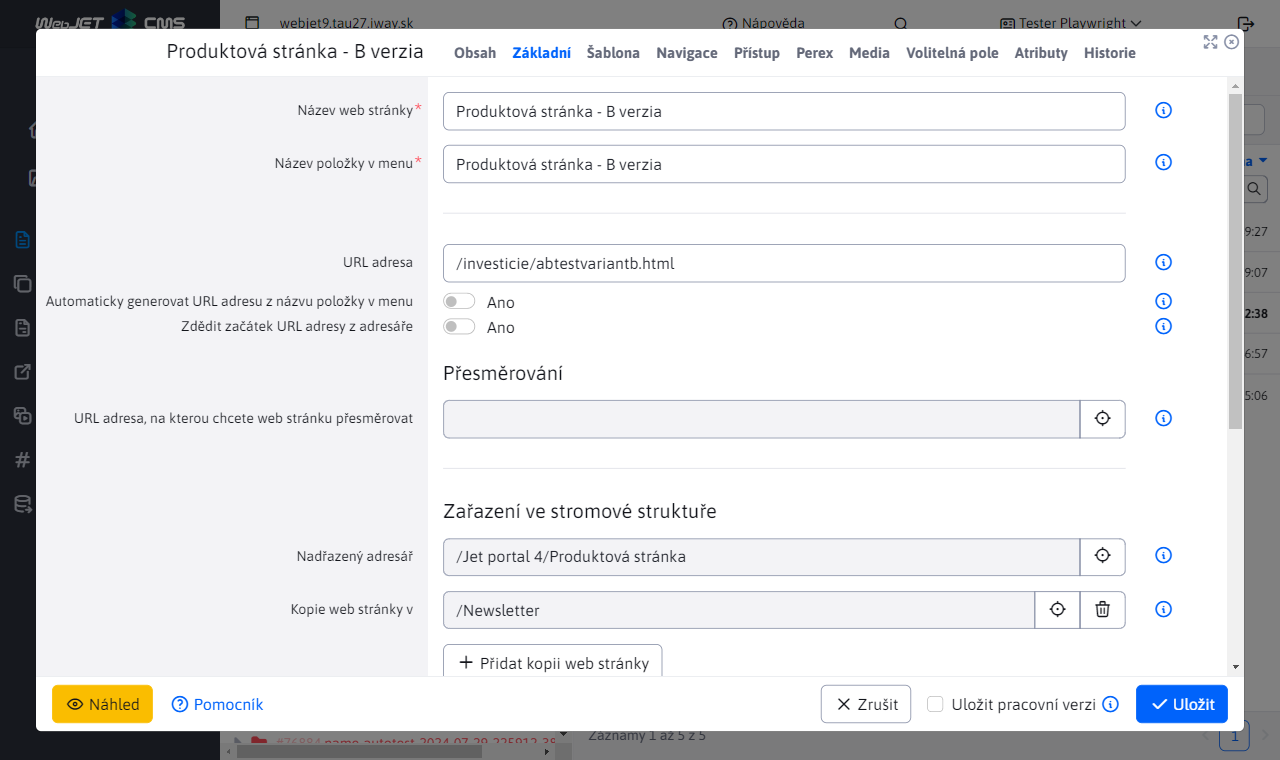 WebJET CMS
webjet9.tau27.iway.sk
Nápověda
Tester Playwright
Produktová stránka - B verzia
Obsah Základní Šablona Navigace Přístup Perex Media Volitelná pole Atributy Historie
Název web stránky*
Produktová stránka - B verzia
Název položky v menu*
Produktová stránka - B verzia
URL adresa
/investicie/abtestvariantb.html
Automaticky generovat URL adresu z názvu položky v menu
Ano
Zdědit začátek URL adresy z adresáře
Ano
Přesměrování
URL adresa, na kterou chcete web stránku přesměrovat
Zařazení ve stromové struktuře
Nadřazený adresář
/Jet portal 4/Produktová stránka
Kopie web stránky v
/Newsletter
Přidat kopii web stránky
Náhled
Pomocník
Zrušit
Uložit pracovní verzi
Uložit
9:27
9:07
2:38
6:57
5:06
#76884 name-autotest-2024-07-29-225912-38
Záznamy 1 až 5 z 5
1